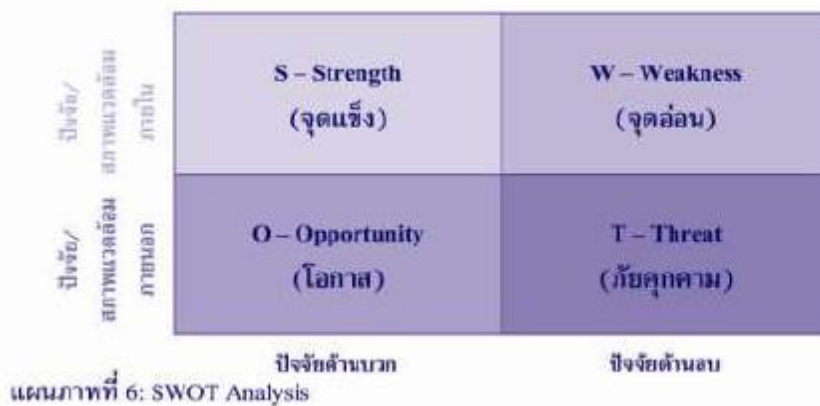 ปัจจัย/
สภาพแวดล้อม
ภายใน
S – Strength
(จุดแข็ง)
W – Weakness
(จุดอ่อน)
ปัจจัย/
สภาพแวดล้อม
ภายนอก
O – Opportunity
(โอกาส)
T – Threat
(ภัยคุกคาม)
ปัจจัยด้านบวก
ปัจจัยด้านลบ
แผนภาพที่ 6: SWOT Analysis